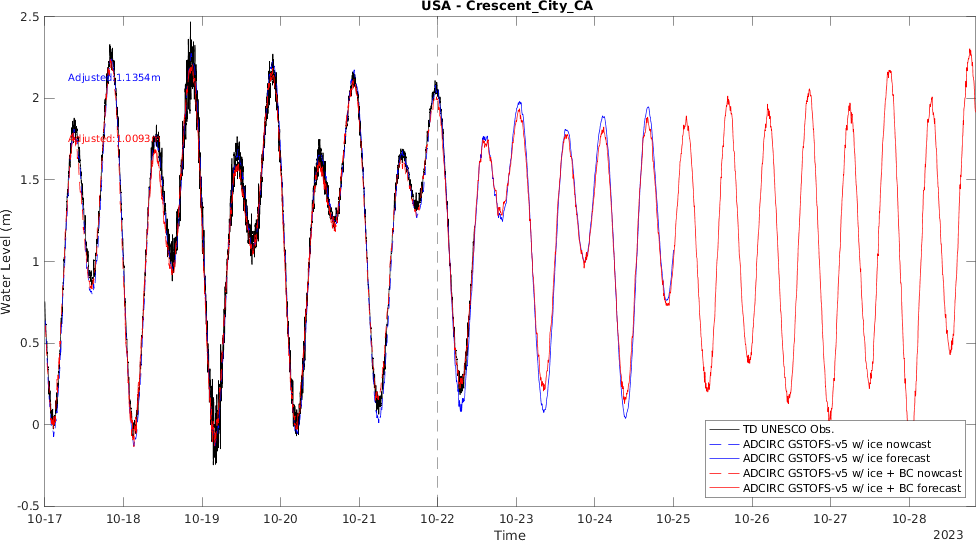 USA - Crescent_City_CA
2.5
2
1.5
1
0.5
0
-0.5
Water Level (m)
Adjusted:1.1354m
Adjusted:1.0093
TD UNESCO Obs.
ADCIRC GSTOFS-v5 w/ ice nowcast
ADCIRC GSTOFS-v5 w/ ice forecast
ADCIRC GSTOFS-v5 w/ ice + BC nowcast
ADCIRC GSTOFS-v5 w/ ice + BC forecast
10-17 10-18 10-19 10-20 10-21 10-22 10-23 10-24 10-25 10-26 10-27 10-28
Time
2023